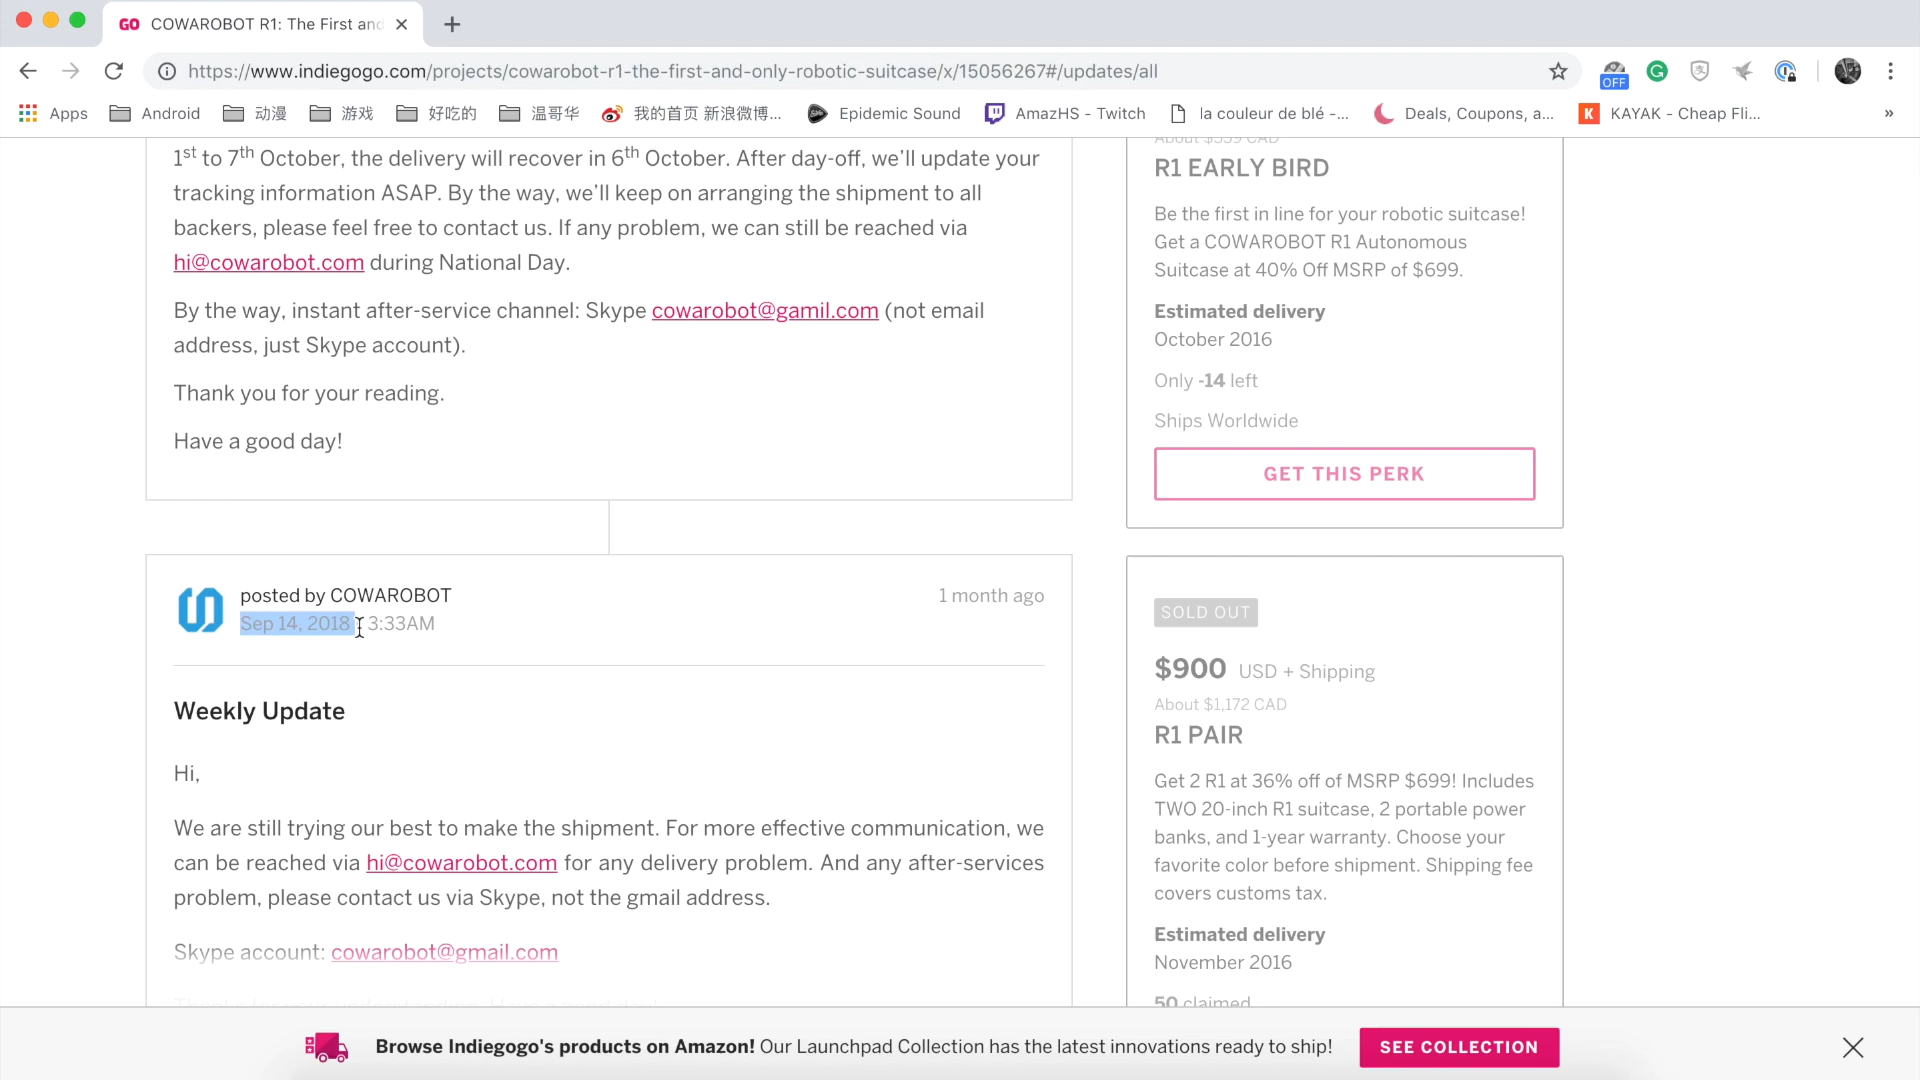 GO COWAROBOT R1: The First and
https://www.indiegogo.com/projects/cowarobot-r1-the-first-and-only-robotic-suitcase/x/15056267#/updates/all
OFF
Apps Android 动漫 游戏 好吃的 温哥华 我的首页 新浪微博... Epidemic Sound AmazHS - Twitch la couleur de blé -... Deals, Coupons, a... K KAYAK - Cheap Fli... »
1st to 7th October, the delivery will recover in 6th October. After day-off, we’ll update your
tracking information ASAP. By the way, we’ll keep on arranging the shipment to all
backers, please feel free to contact us. If any problem, we can still be reached via
hi@cowarobot.com during National Day.
By the way, instant after-service channel: Skype cowarobot@gamil.com (not email
address, just Skype account).
Thank you for your reading.
Have a good day!
posted by COWAROBOT
1 month ago
Sep 14, 2018 3:33AM
Weekly Update
Hi,
We are still trying our best to make the shipment. For more effective communication, we
can be reached via hi@cowarobot.com for any delivery problem. And any after-services
problem, please contact us via Skype, not the gmail address.
Skype account: cowarobot@gmail.com
About $559 CAD
R1 EARLY BIRD
Be the first in line for your robotic suitcase!
Get a COWAROBOT R1 Autonomous
Suitcase at 40% Off MSRP of $699.
Estimated delivery
October 2016
Only -14 left
Ships Worldwide
GET THIS PERK
SOLD OUT
$900 USD + Shipping
About $1,172 CAD
R1 PAIR
Get 2 R1 at 36% off of MSRP $699! Includes
TWO 20-inch R1 suitcase, 2 portable power
banks, and 1-year warranty. Choose your
favorite color before shipment. Shipping fee
covers customs tax.
Estimated delivery
November 2016
50 claimed
Browse Indiegogo's products on Amazon! Our Launchpad Collection has the latest innovations ready to ship!
SEE COLLECTION